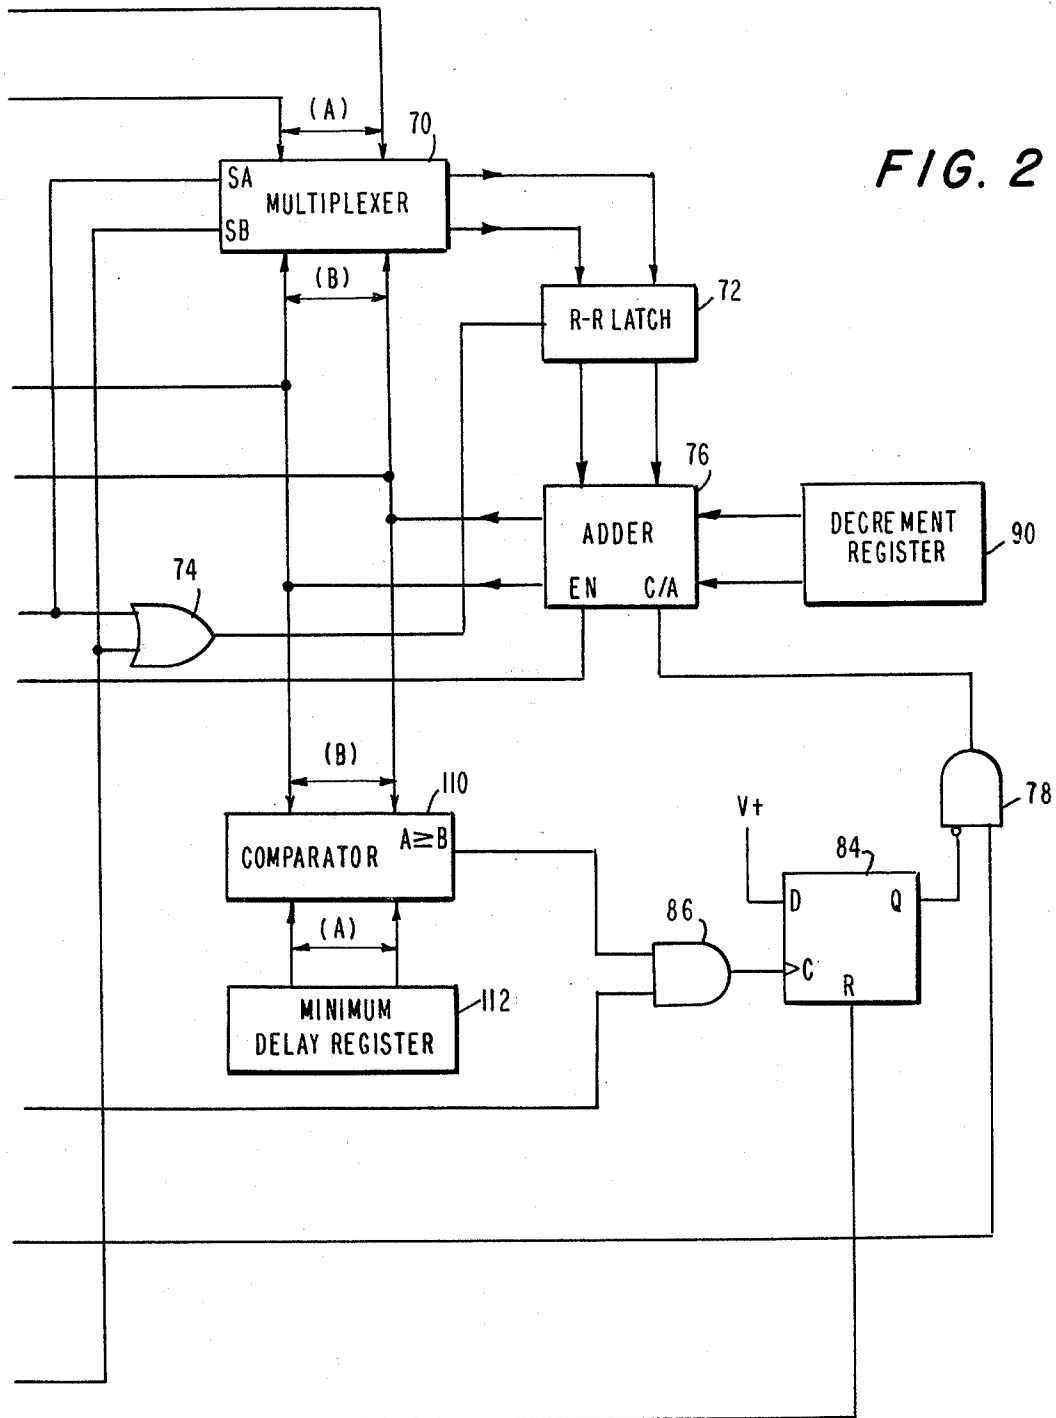 (A)
70
FIG. 2
SA
MULTIPLEXER
SB
(B)
72
R-R LATCH
76
ADDER
DECREMENT
REGISTER
90
EN C/A
74
(B)
110
A≥B
COMPARATOR
V+
78
84
D Q
(A)
86
C
R
MINIMUM
DELAY REGISTER
112